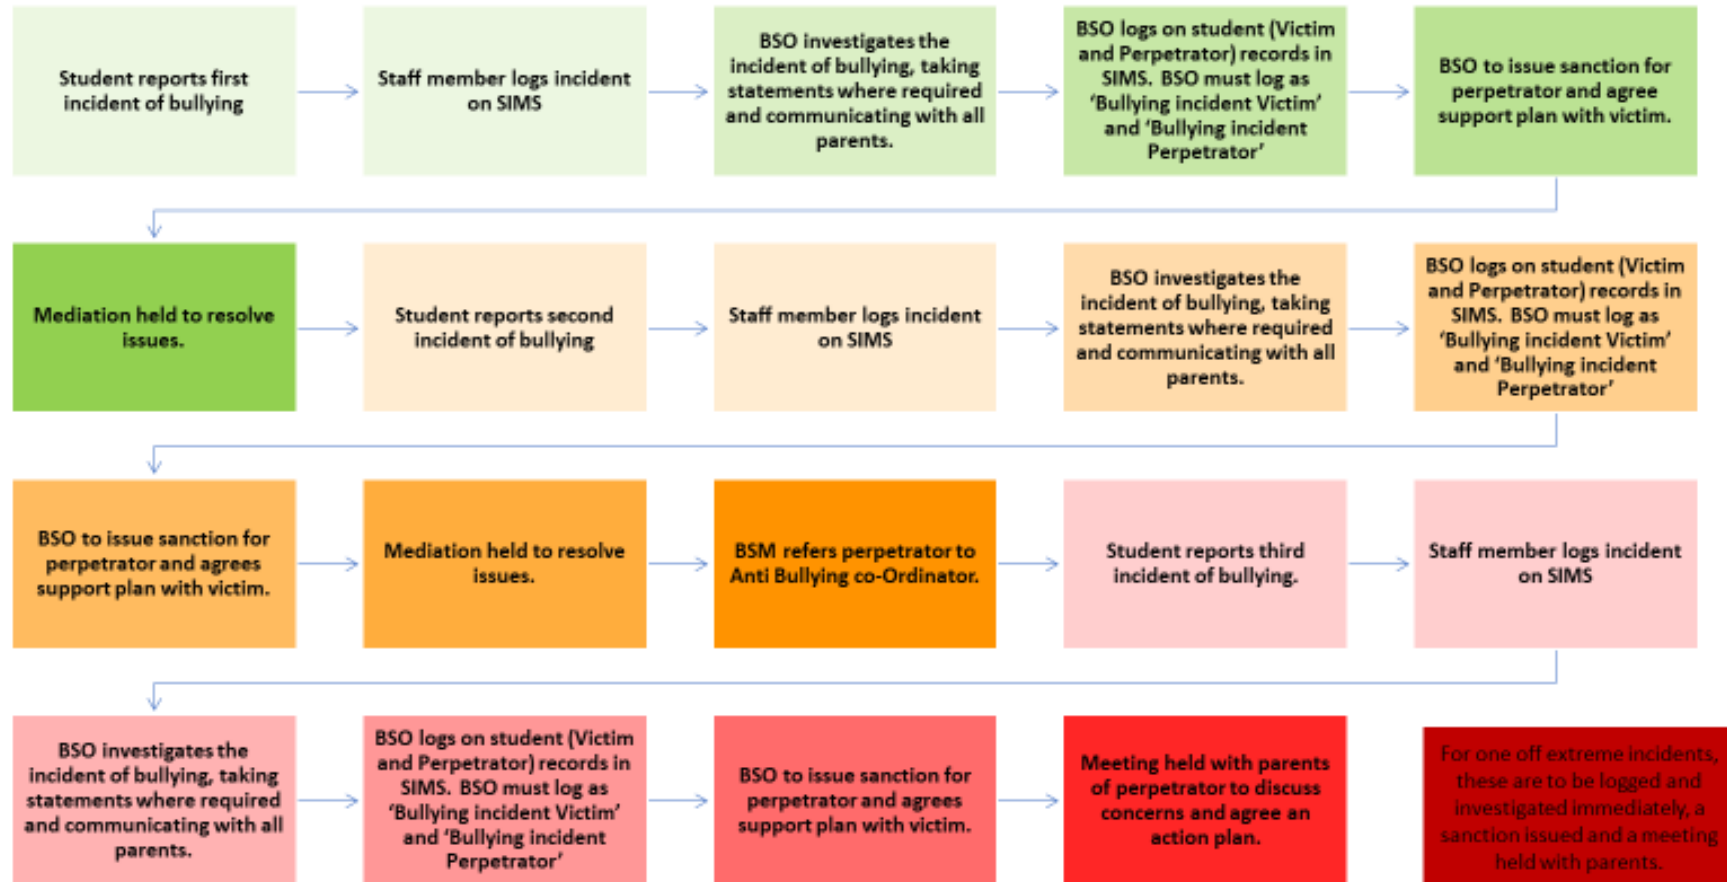 Student reports first
incident of bullying
Staff member logs incident
on SIMS
BSO investigates the
incident of bullying, taking
statements where required
and communicating with all
parents.
BSO logs on student (Victim
and Perpetrator) records in
SIMS. BSO must log as
‘Bullying incident Victim’
and ‘Bullying incident
Perpetrator’
BSO to issue sanction for
perpetrator and agree
support plan with victim.
Mediation held to resolve
issues.
Student reports second
incident of bullying
Staff member logs incident
on SIMS
BSO investigates the
incident of bullying, taking
statements where required
and communicating with all
parents.
BSO logs on student (Victim
and Perpetrator) records in
SIMS. BSO must log as
‘Bullying incident Victim’
and ‘Bullying incident
Perpetrator’
BSO to issue sanction for
perpetrator and agrees
support plan with victim.
Mediation held to resolve
issues.
BSM refers perpetrator to
Anti Bullying co-Ordinator.
Student reports third
incident of bullying.
Staff member logs incident
on SIMS
BSO investigates the
incident of bullying, taking
statements where required
and communicating with all
parents.
BSO logs on student (Victim
and Perpetrator) records in
SIMS. BSO must log as
‘Bullying incident Victim’
and ‘Bullying incident
Perpetrator’
BSO to issue sanction for
perpetrator and agrees
support plan with victim.
Meeting held with parents
of perpetrator to discuss
concerns and agree an
action plan.
For one off extreme incidents,
these are to be logged and
investigated immediately, a
sanction issued and a meeting
held with parents.